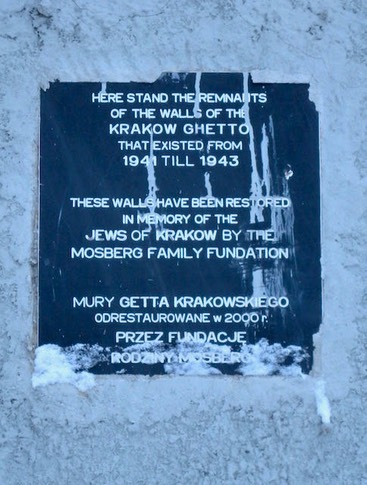 HERE STAND THE REMNANTS
OF THE WALLS OF THE
KRAKOW GHETTO
THAT EXISTED FROM
1941 TILL 1943
THESE WALLS HAVE BEEN RESTORED
IN MEMORY OF THE
JEWS OF KRAKOW BY THE
MOSBERG FAMILY FUNDATION
MURY GETTA KRAKOWSKIEGO
ODRESTAUROWANE W 2000 r.
PRZEZ FUNDACJĘ
RODZINY MOSBERG